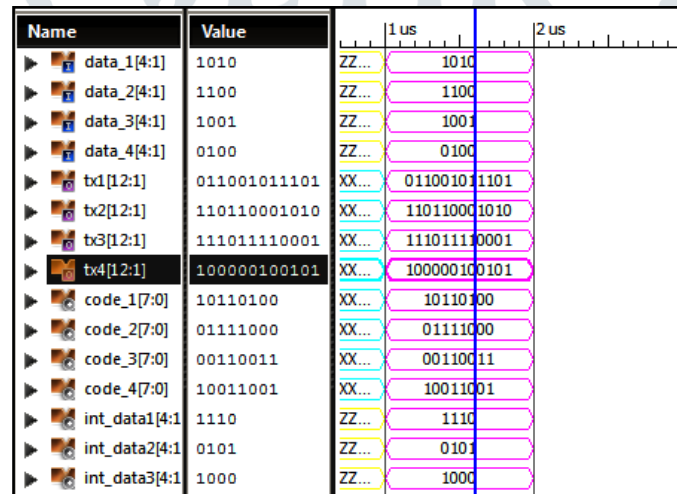 Name Value 1 us 2 us
data_1[4:1] 1010 ZZ... 1010
data_2[4:1] 1100 ZZ... 1100
data_3[4:1] 1001 ZZ... 1001
data_4[4:1] 0100 ZZ... 0100
tx1[12:1] 011001011101 XX... 011001011101
tx2[12:1] 110110001010 XX... 110110001010
tx3[12:1] 111011110001 XX... 111011110001
tx4[12:1] 100000100101 XX... 100000100101
code_1[7:0] 10110100 XX... 10110100
code_2[7:0] 01111000 XX... 01111000
code_3[7:0] 00110011 XX... 00110011
code_4[7:0] 10011001 XX... 10011001
int_data1[4:1 1110 ZZ... 1110
int_data2[4:1 0101 ZZ... 0101
int_data3[4:1 1000 ZZ... 1000